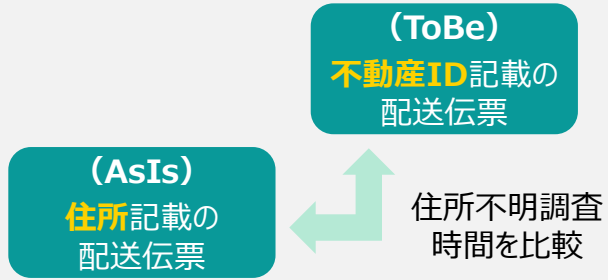 （ToBe）
不動産ID記載の
配送伝票
（AsIs）
住所記載の
配送伝票
住所不明調査
時間を比較